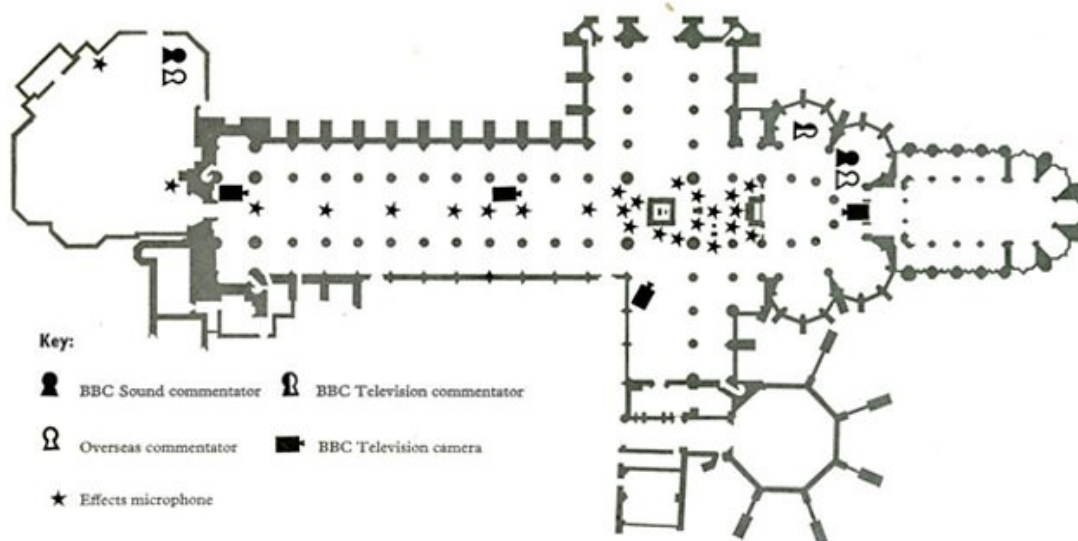 Key:
BBC Sound commentator
BBC Television commentator
Overseas commentator
BBC Television camera
Effects microphone